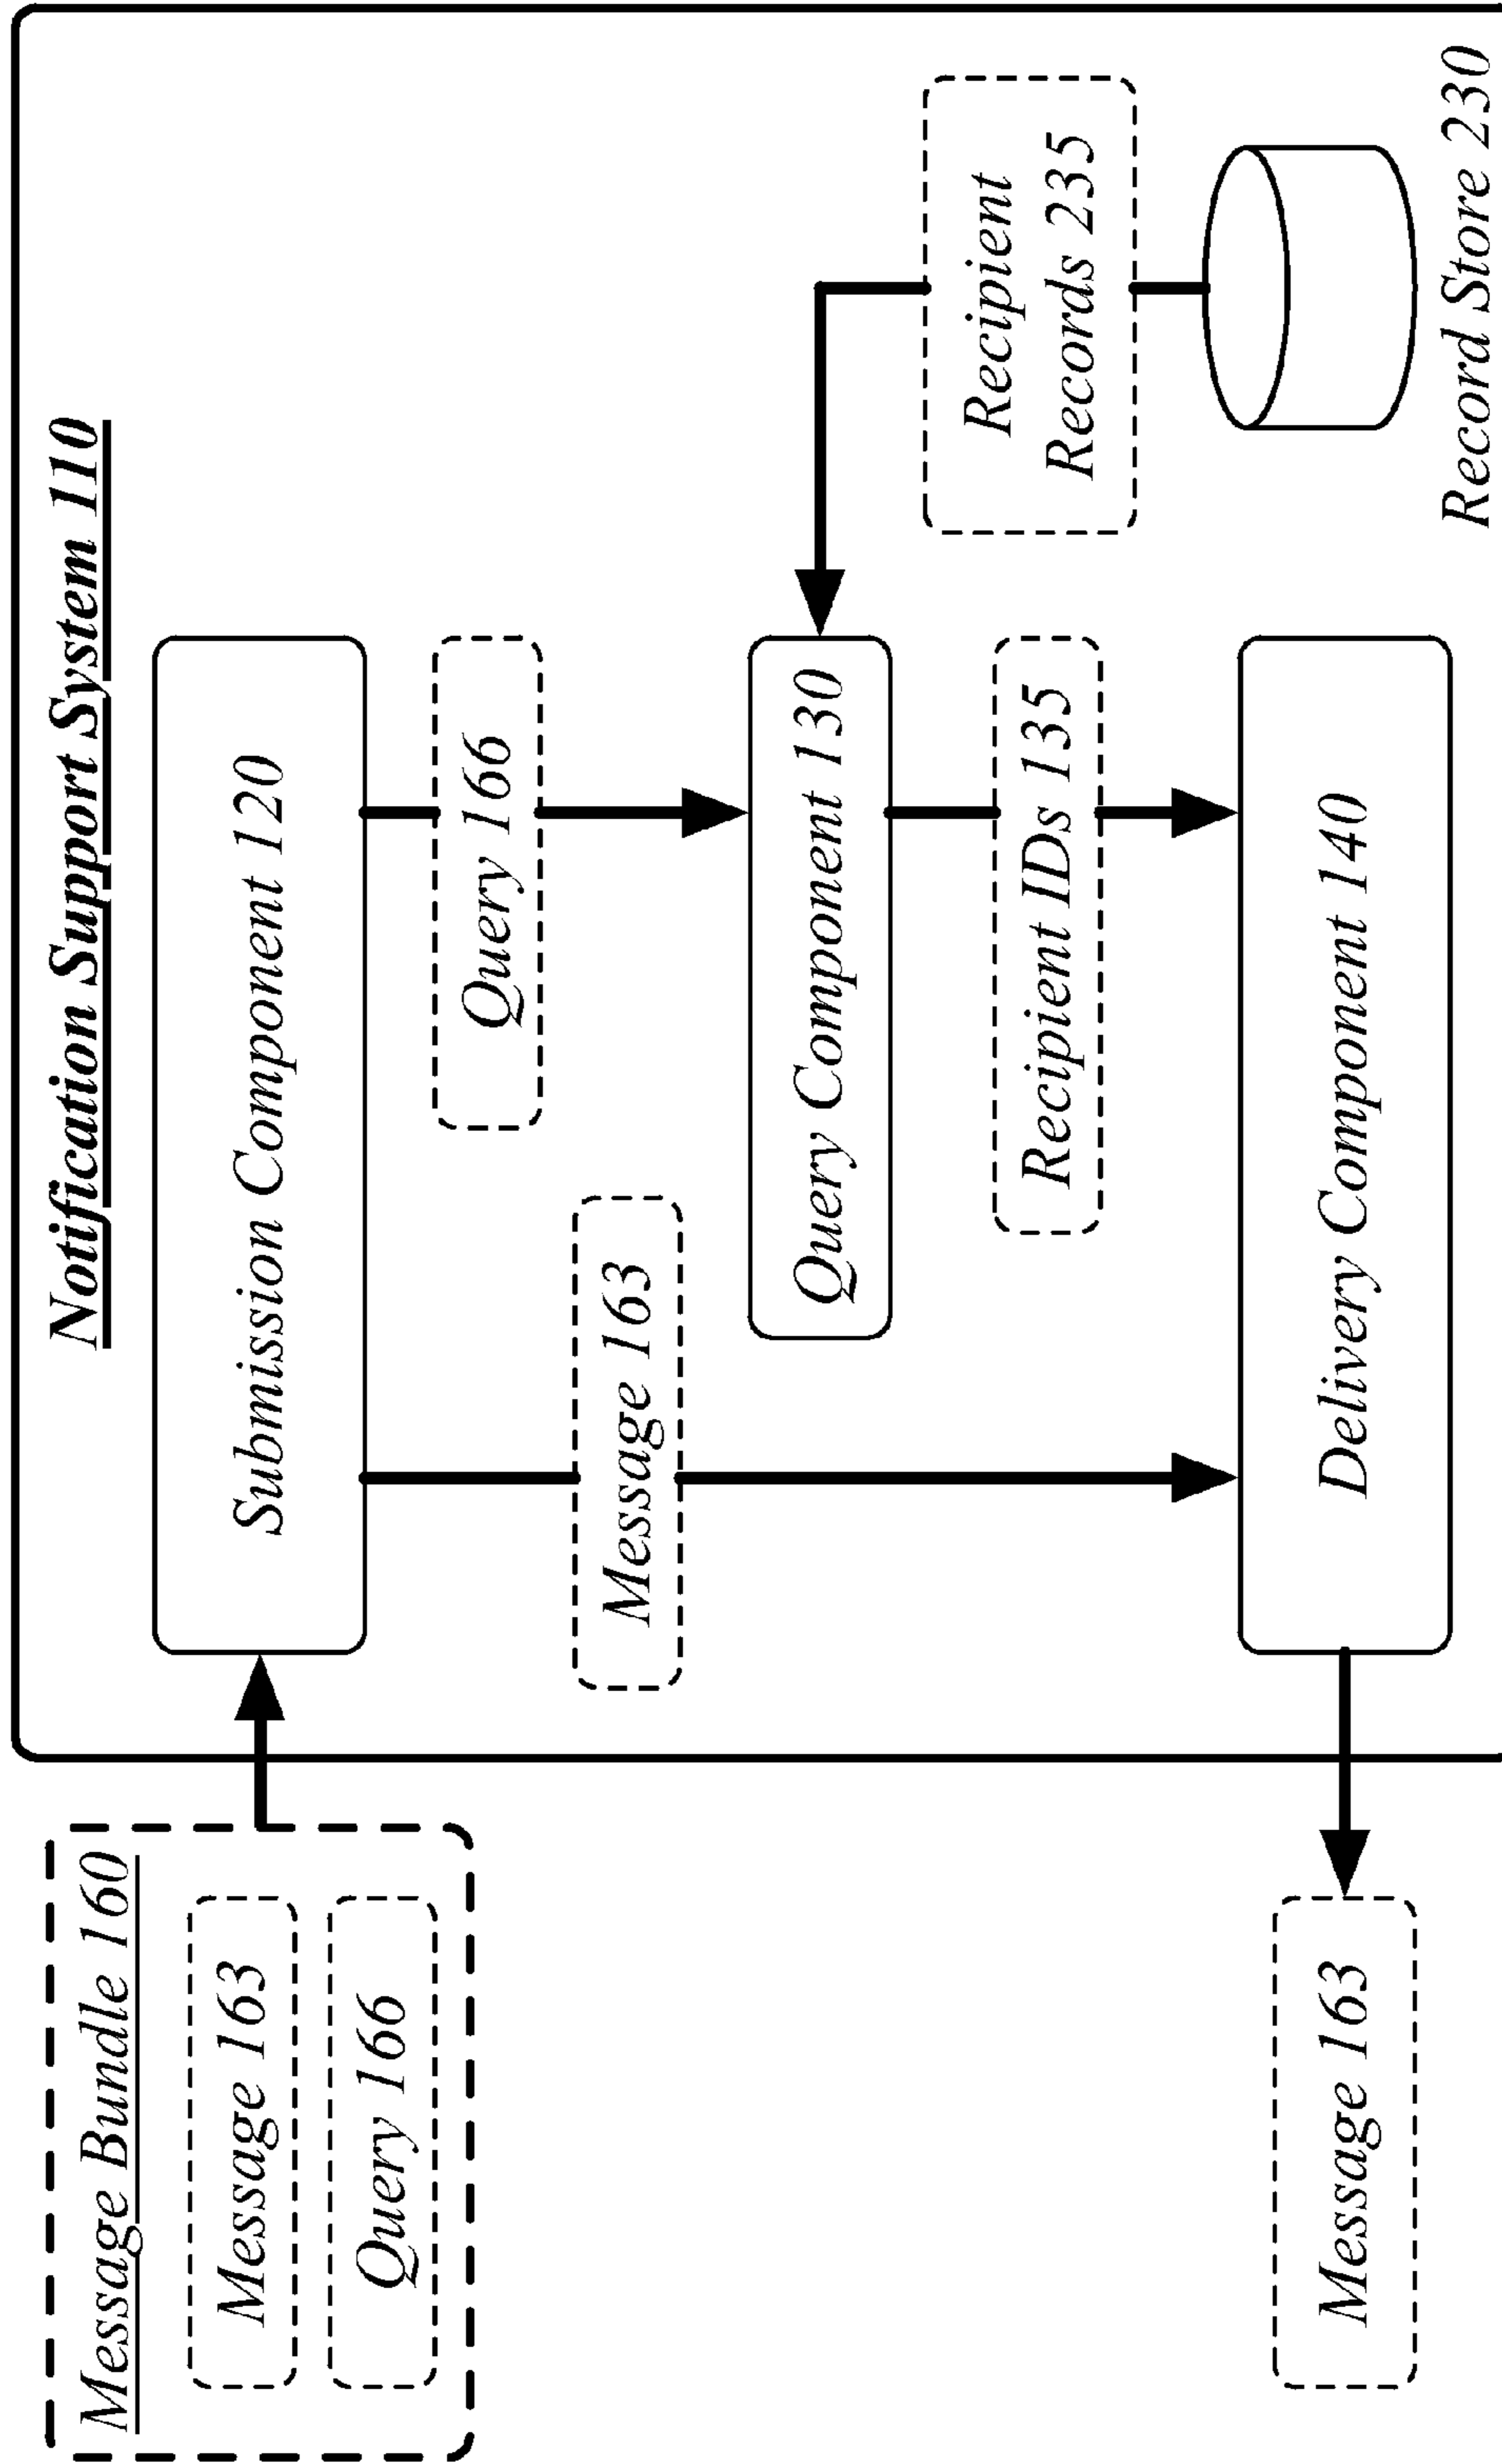 Message Bundle 160
Message 163
Query 166
Notification Support System 110
Submission Component 120
Query 166
Message 163
Query Component 130
Recipient
Records 235
Recipient IDs 135
Delivery Component 140
Message 163
Record Store 230